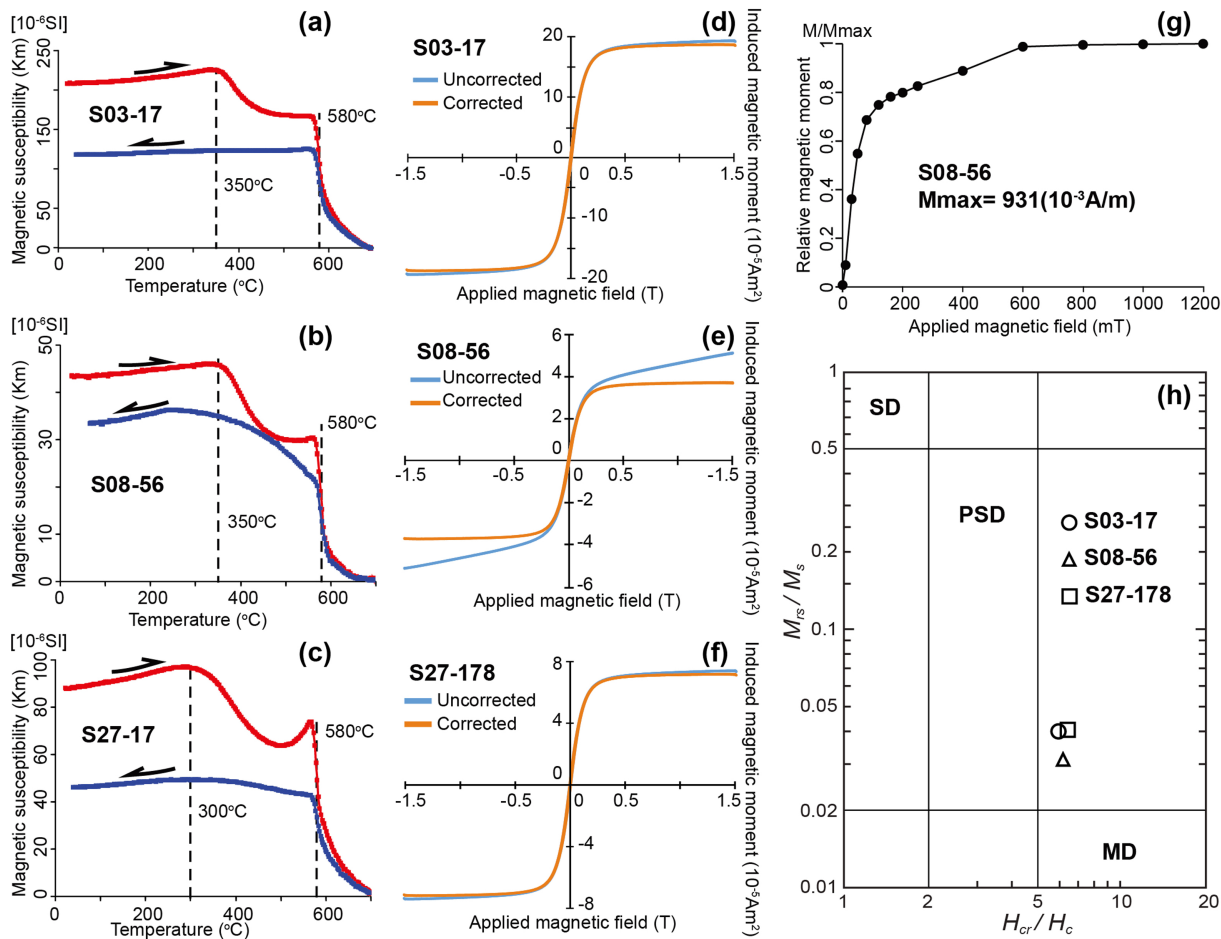 (a)
[10⁻⁶SI]
Magnetic susceptibility (Km)
250
150
50
0
S03-17
350°C
580°C
0 200 400 600
Temperature (°C)
(b)
[10⁻⁶SI]
Magnetic susceptibility (Km)
50
30
10
0
S08-56
350°C
580°C
0 200 400 600
Temperature (°C)
(c)
[10⁻⁶SI]
Magnetic susceptibility (Km)
100
80
60
40
20
0
S27-17
300°C
580°C
0 200 400 600
Temperature (°C)
(d)
S03-17
Uncorrected
Corrected
20
10
-1.5 -0.5 0 0.5 1.5
-10
-20
Applied magnetic field (T)
Induced magnetic moment (10⁻⁵Am²)
(e)
S08-56
Uncorrected
Corrected
6
4
2
0
-1.5 -0.5 0.5 -1.5
-2
-4
-6
Applied magnetic field (T)
Induced magnetic moment (10⁻⁵Am²)
(f)
S27-178
Uncorrected
Corrected
8
4
0
-1.5 -0.5 0 0.5 1.5
-4
-8
Applied magnetic field (T)
Induced magnetic moment (10⁻⁵Am²)
(g)
M/Mmax
Relative magnetic moment
1
0.8
0.6
0.4
0.2
0
S08-56
Mmax= 931(10⁻³A/m)
0 200 400 600 800 1000 1200
Applied magnetic field (mT)
(h)
Mrs / Ms
1
0.5
0.2
0.1
0.05
0.02
0.01
SD
PSD
MD
S03-17
S08-56
S27-178
1 2 5 10 20
Hcr / Hc